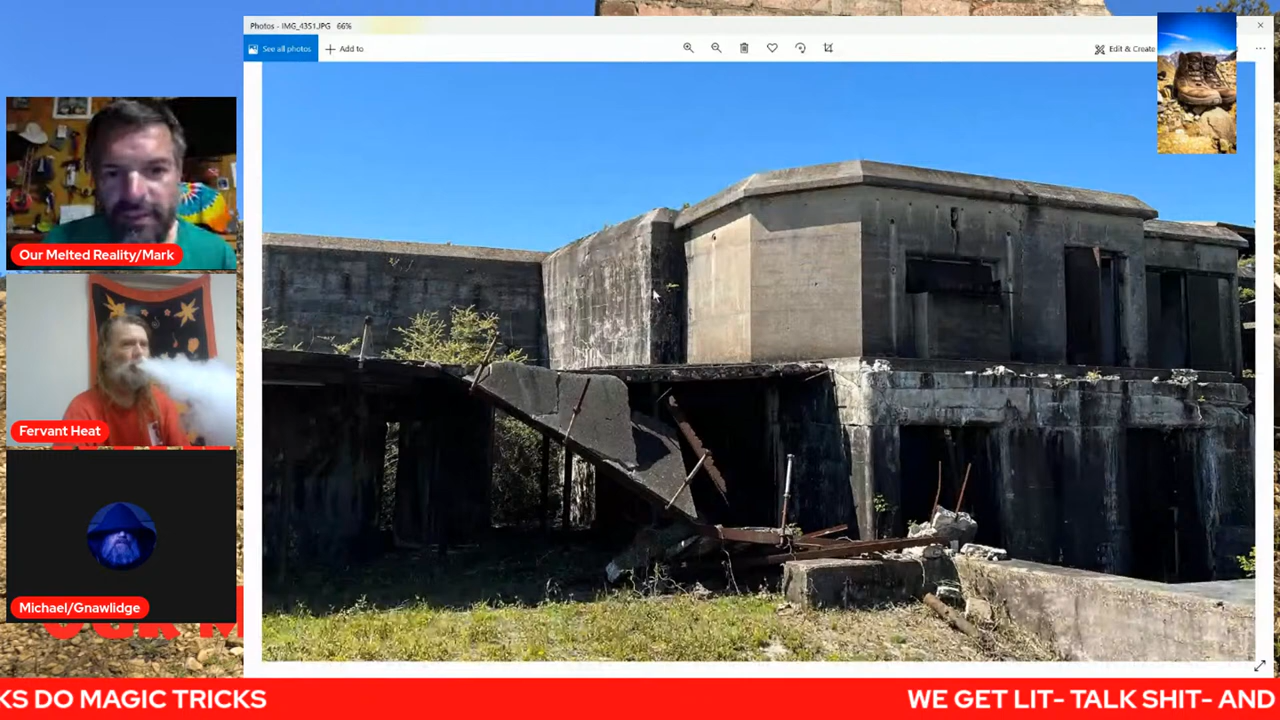 Photos - IMG_4351.JPG 66%
See all photos
Add to
Edit & Create
Our Melted Reality/Mark
Fervant Heat
Michael/Gnawlidge
KS DO MAGIC TRICKS
WE GET LIT- TALK SHIT- AND